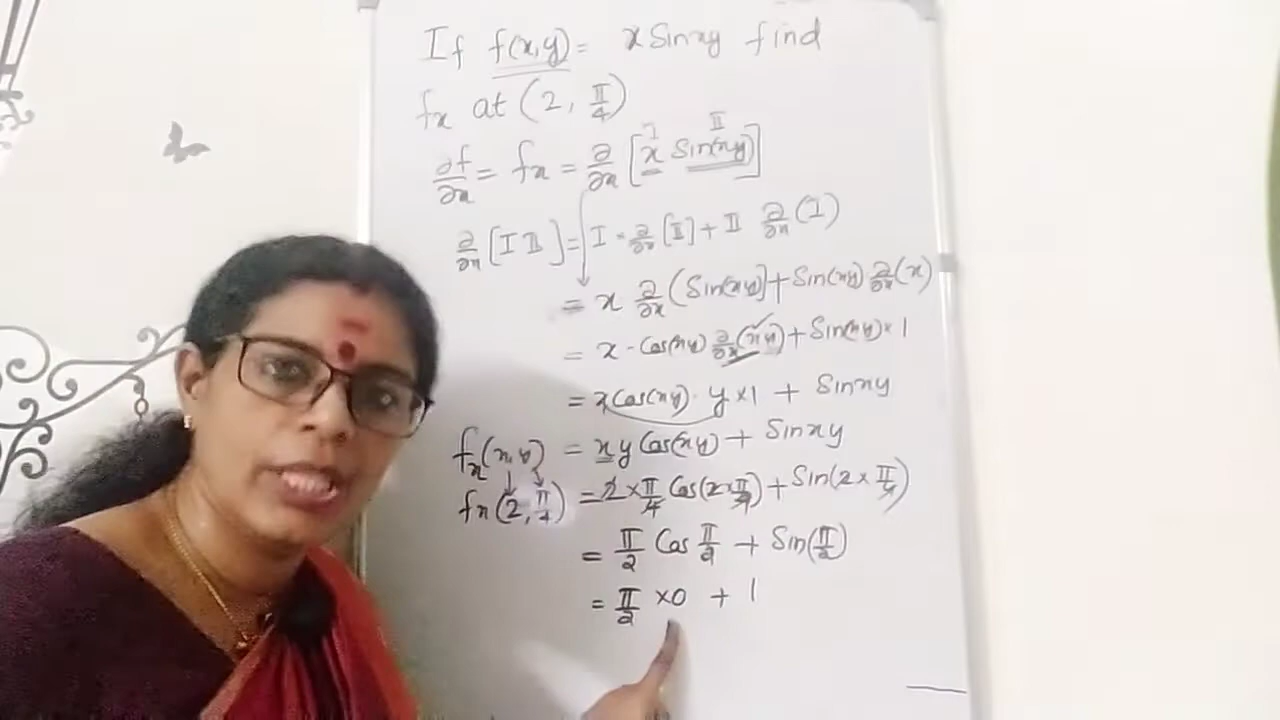 If f(x,y) = x Sin xy find
fx at (2, π/4)
∂f/∂x = fx = ∂/∂x [x Sin(xy)]
I II
∂/∂x [I II] = I · ∂/∂x [II] + II ∂/∂x (I)
= x ∂/∂x (Sin(xy)] + Sin(xy) ∂/∂x (x)
= x · Cos(xy) ∂/∂x (xy) + Sin(xy) × 1
= x Cos(xy) · y × 1 + Sin xy
fx(x,y) = xy Cos(xy) + Sin xy
fx(2, π/4) = 2 × π/4 Cos(2 × π/4) + Sin(2 × π/4)
= π/2 Cos π/2 + Sin(π/2)
= π/2 × 0 + 1